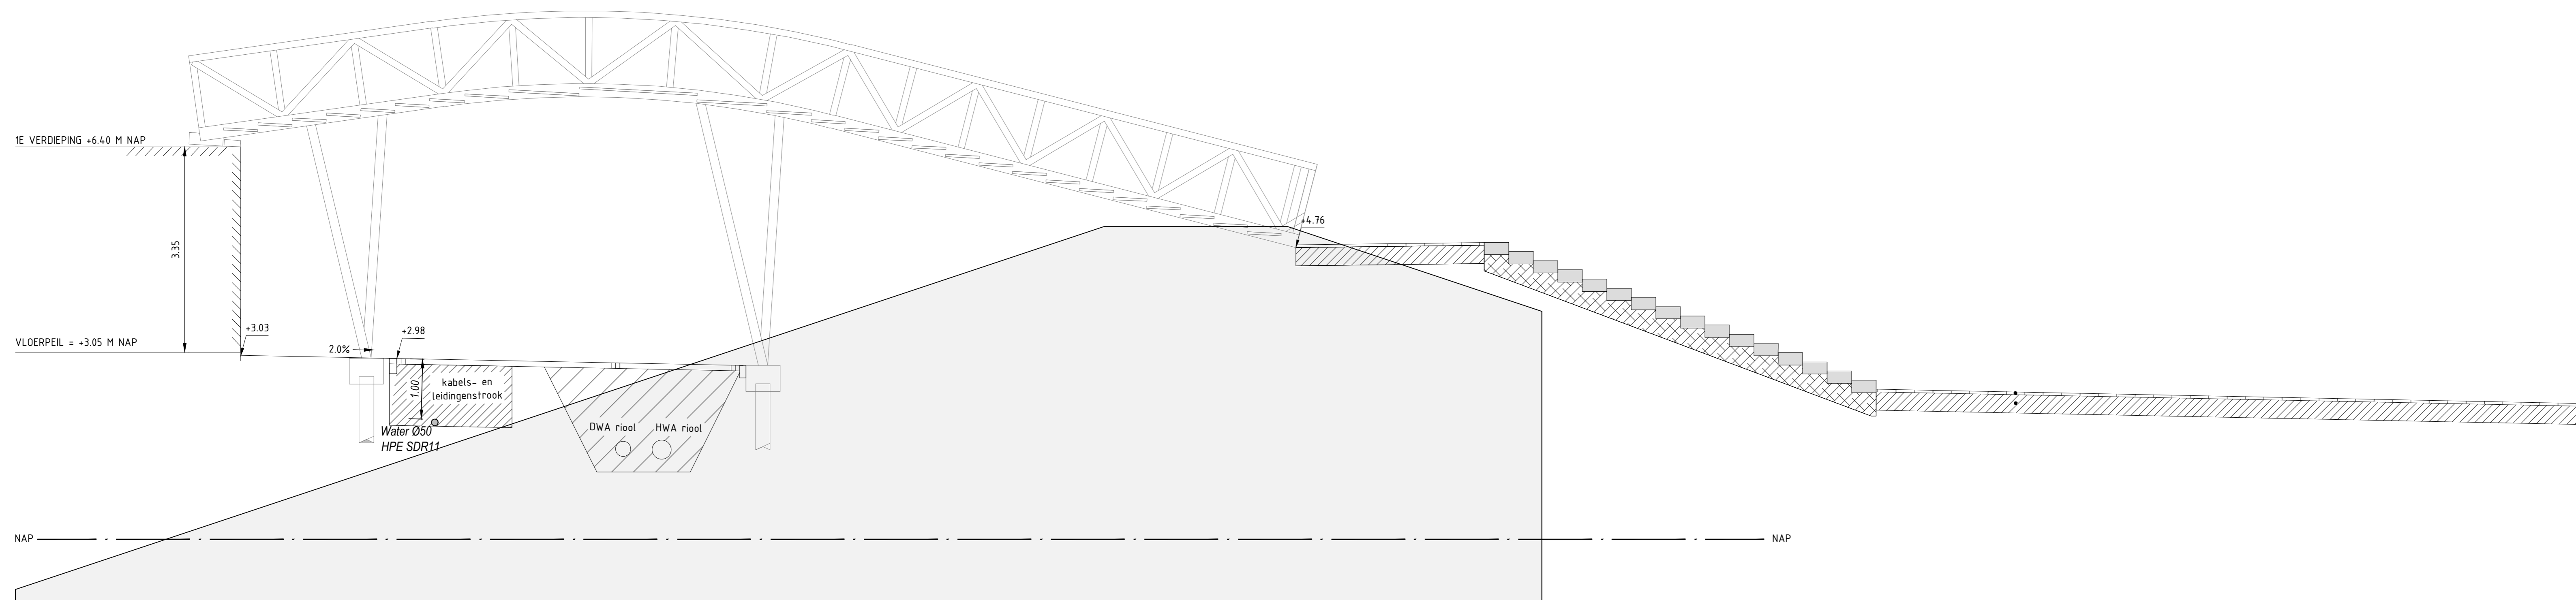 1E VERDIEPING +6.40 M NAP
+4.76
3.35
+3.03
+2.98
VLOERPEIL = +3.05 M NAP
2.0%
1.00
kabels- en
leidingenstrook
Water Ø50
HPE SDR11
DWA riool
HWA riool
NAP
NAP